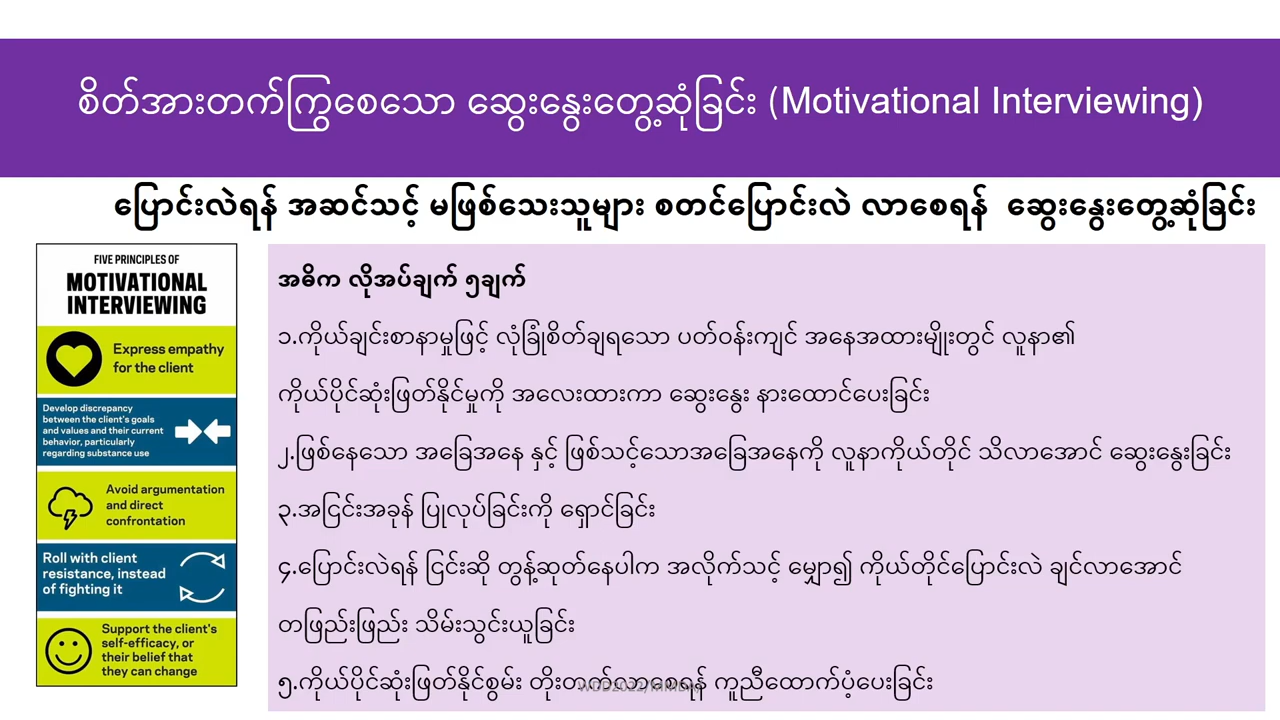 စိတ်အားတက်ကြွစေသော ဆွေးနွေးတွေ့ဆုံခြင်း (Motivational Interviewing)
ပြောင်းလဲရန် အဆင်သင့် မဖြစ်သေးသူများ စတင်ပြောင်းလဲ လာစေရန် ဆွေးနွေးတွေ့ဆုံခြင်း
FIVE PRINCIPLES OF
MOTIVATIONAL
INTERVIEWING
Express empathy
for the client
Develop discrepancy
between the client's goals
and values and their current
behavior, particularly
regarding substance use
Avoid argumentation
and direct
confrontation
Roll with client
resistance, instead
of fighting it
Support the client's
self-efficacy, or
their belief that
they can change
အဓိက လိုအပ်ချက် ၅ချက်
၁.ကိုယ်ချင်းစာနာမှုဖြင့် လုံခြုံစိတ်ချရသော ပတ်ဝန်းကျင် အနေအထားမျိုးတွင် လူနာ၏
ကိုယ်ပိုင်ဆုံးဖြတ်နိုင်မှုကို အလေးထားကာ ဆွေးနွေး နားထောင်ပေးခြင်း
၂.ဖြစ်နေသော အခြေအနေ နှင့် ဖြစ်သင့်သောအခြေအနေကို လူနာကိုယ်တိုင် သိလာအောင် ဆွေးနွေးခြင်း
၃.အငြင်းအခုန် ပြုလုပ်ခြင်းကို ရှောင်ခြင်း
၄.ပြောင်းလဲရန် ငြင်းဆို တွန့်ဆုတ်နေပါက အလိုက်သင့် မျှော၍ ကိုယ်တိုင်ပြောင်းလဲ ချင်လာအောင်
တဖြည်းဖြည်း သိမ်းသွင်းယူခြင်း
၅.ကိုယ်ပိုင်ဆုံးဖြတ်နိုင်စွမ်း တိုးတက်လာစေရန် ကူညီထောက်ပံ့ပေးခြင်း